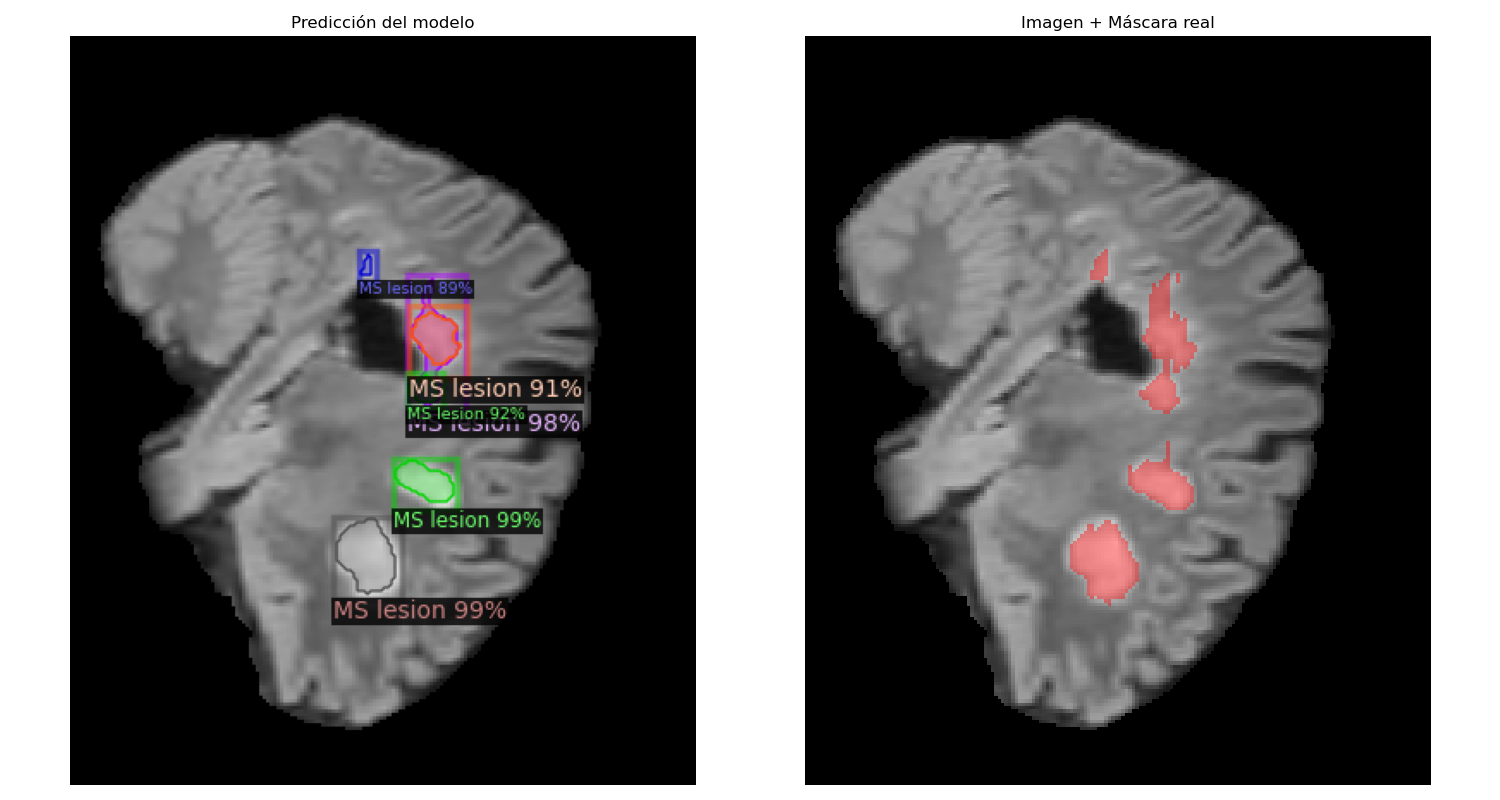 Predicción del modelo
Imagen + Máscara real
MS lesion 89%
MS lesion 91%
MS lesion 92%
MS lesion 98%
MS lesion 99%
MS lesion 99%